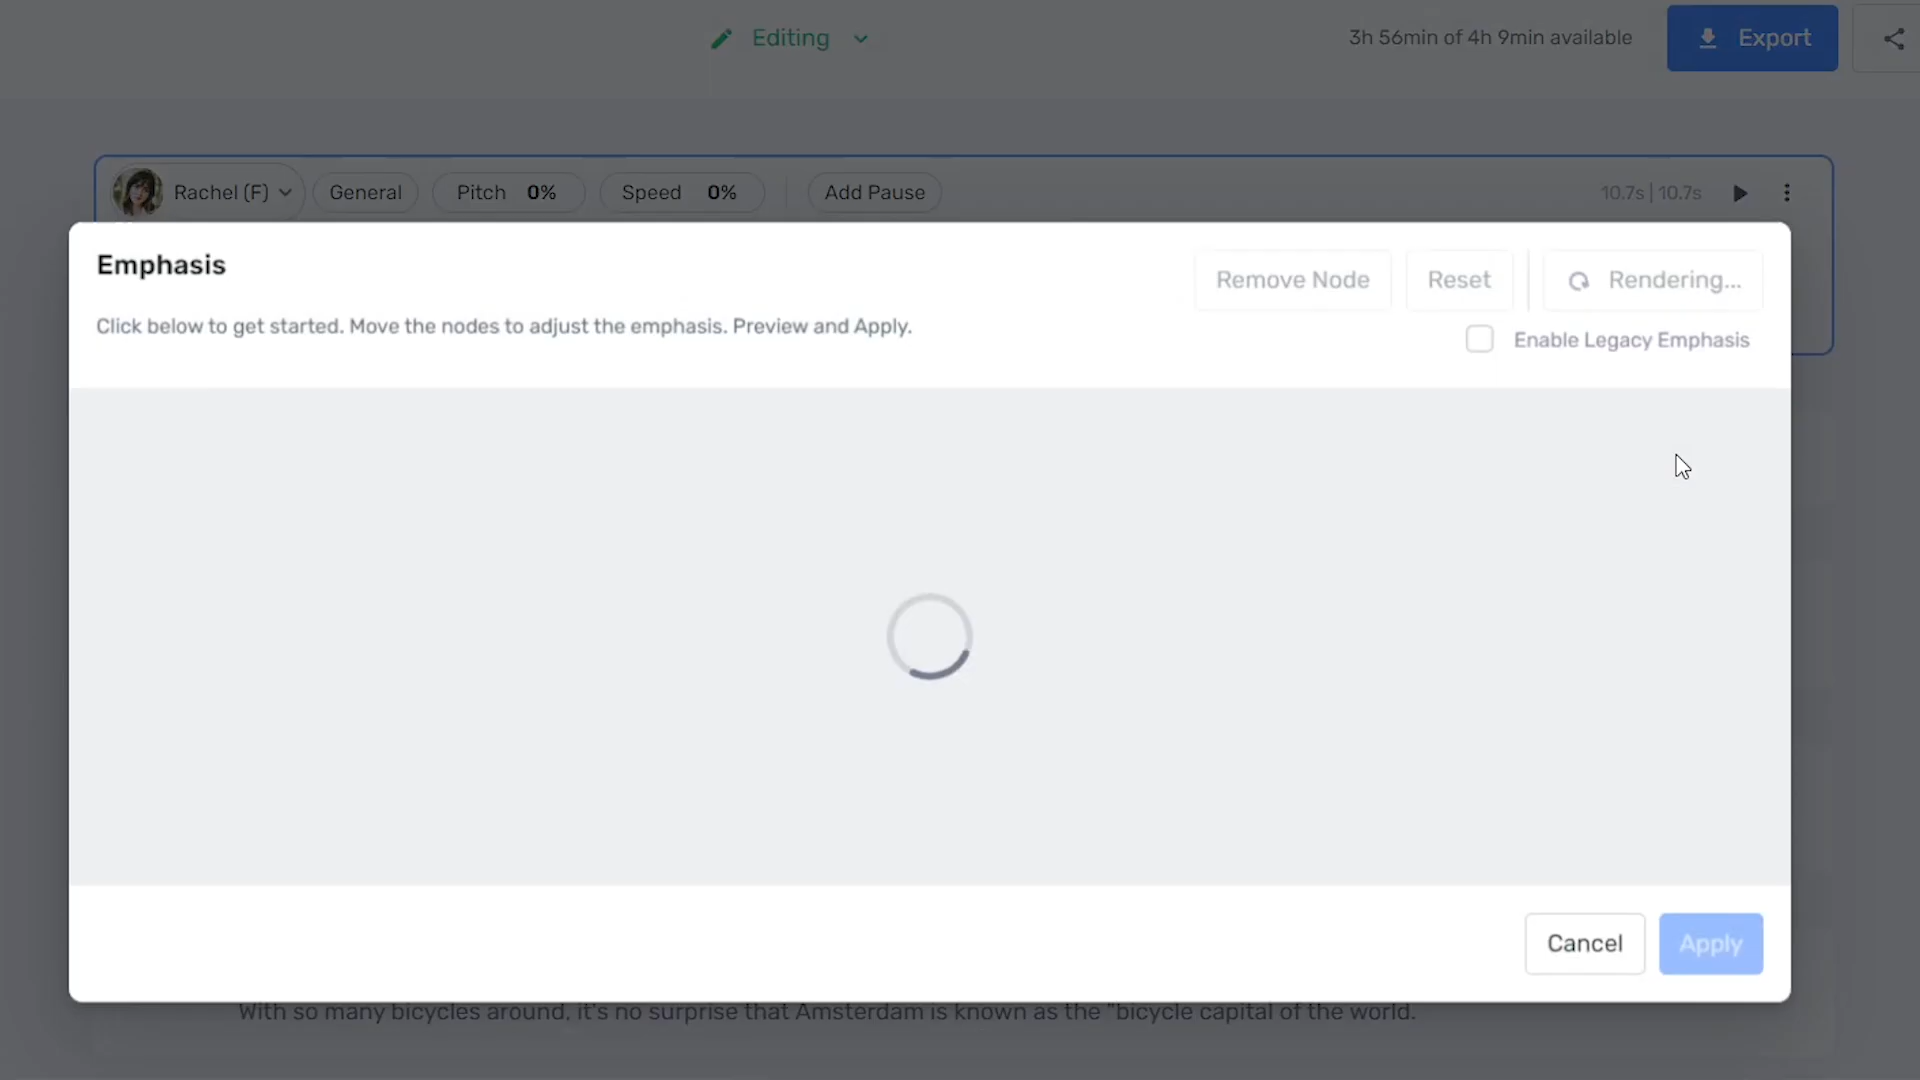 Editing
3h 56min of 4h 9min available
Export
Rachel (F)
General
Pitch 0%
Speed 0%
Add Pause
10.7s | 10.7s
Emphasis
Remove Node
Reset
Rendering...
Click below to get started. Move the nodes to adjust the emphasis. Preview and Apply.
Enable Legacy Emphasis
Cancel
Apply
With so many bicycles around, it's no surprise that Amsterdam is known as the "bicycle capital of the world.